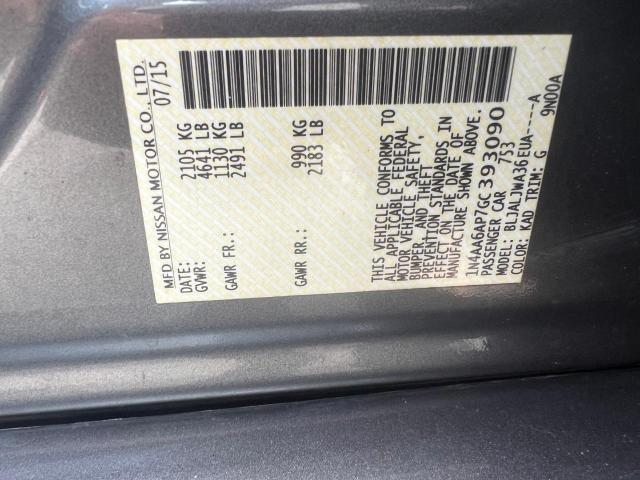 MFD BY NISSAN MOTOR CO., LTD.
DATE: 07/15
GVWR: 2105 KG
4641 LB
GAWR FR.: 1130 KG
2491 LB
GAWR RR.: 990 KG
2183 LB
THIS VEHICLE CONFORMS TO
ALL APPLICABLE FEDERAL
MOTOR VEHICLE SAFETY,
BUMPER, AND THEFT
PREVENTION STANDARDS IN
EFFECT ON THE DATE OF
MANUFACTURE SHOWN ABOVE.
1N4AA6AP7GC393090
PASSENGER CAR 753
MODEL: BLJALJWA36EUA----A
COLOR: KAD TRIM: G 9N00A